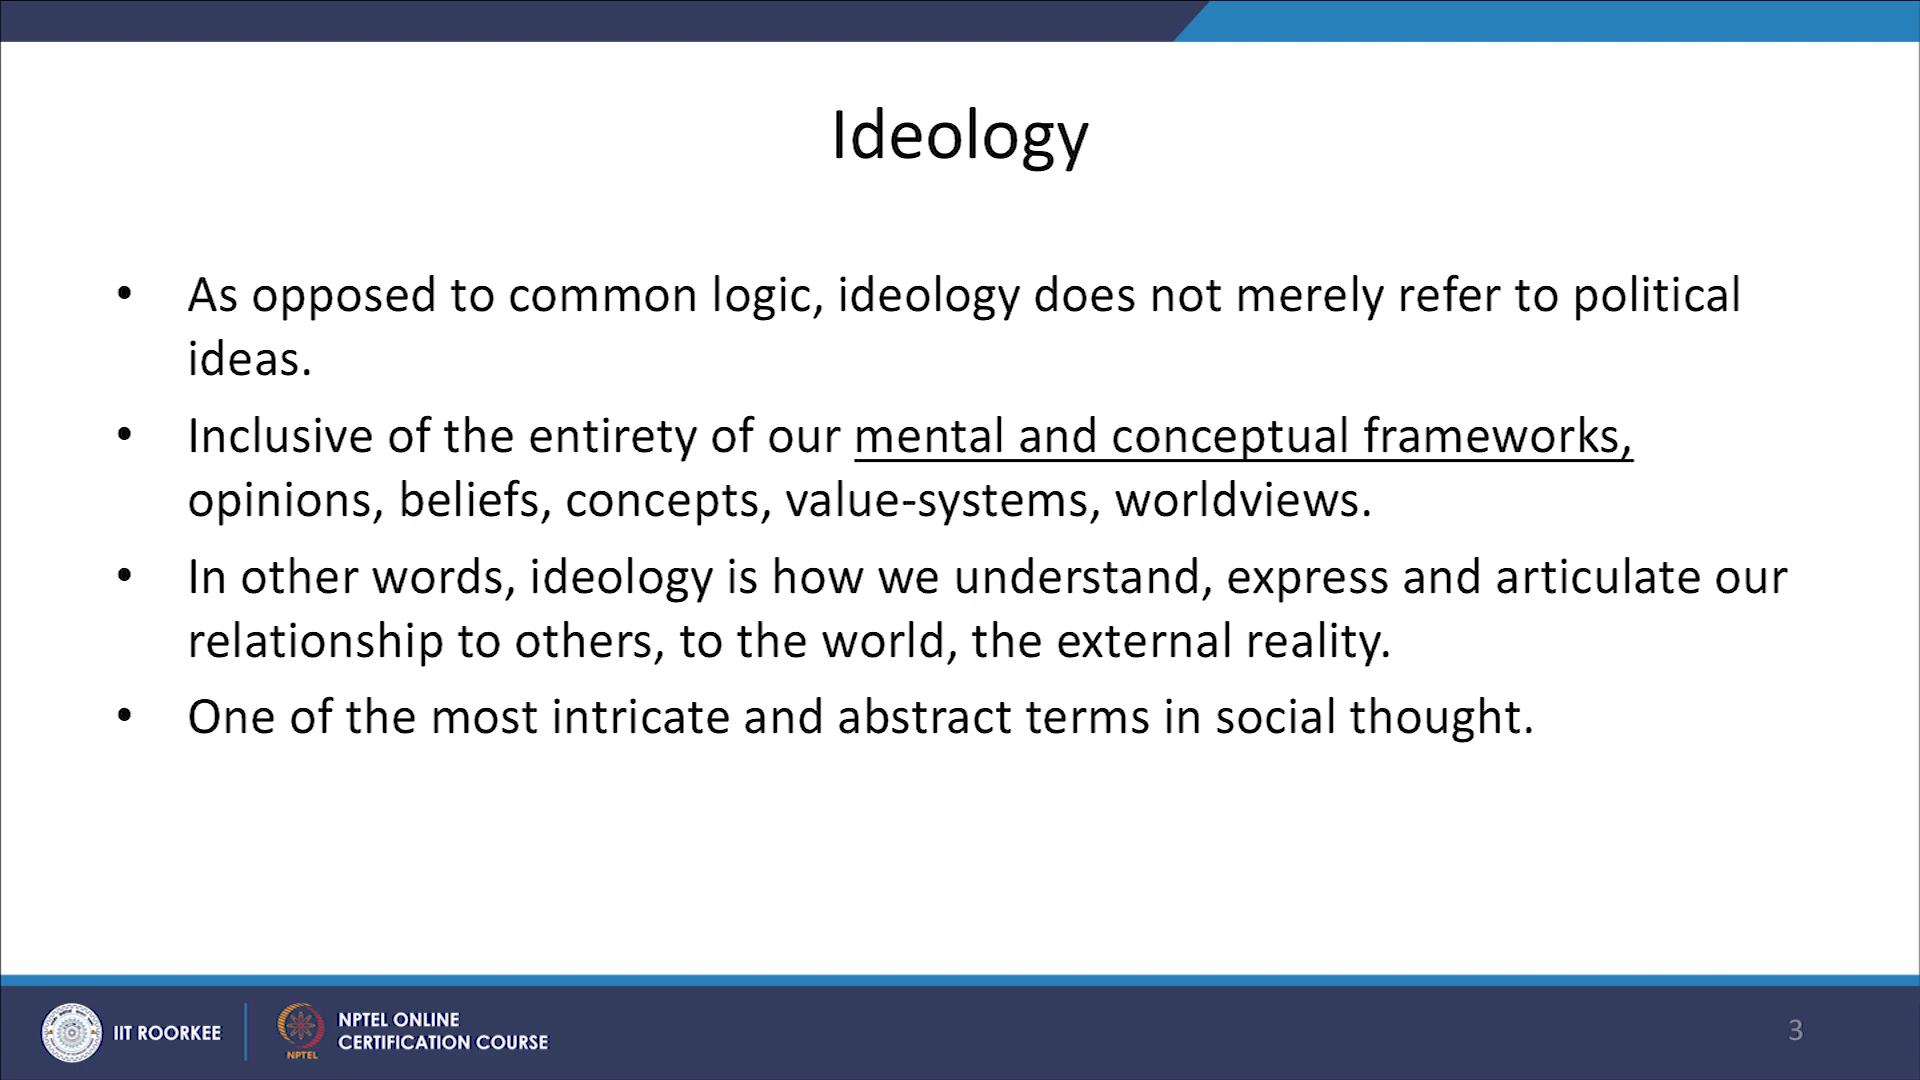 Ideology
• As opposed to common logic, ideology does not merely refer to political
ideas.
• Inclusive of the entirety of our mental and conceptual frameworks,
opinions, beliefs, concepts, value-systems, worldviews.
• In other words, ideology is how we understand, express and articulate our
relationship to others, to the world, the external reality.
• One of the most intricate and abstract terms in social thought.
IIT ROORKEE
NPTEL
NPTEL ONLINE
CERTIFICATION COURSE
3